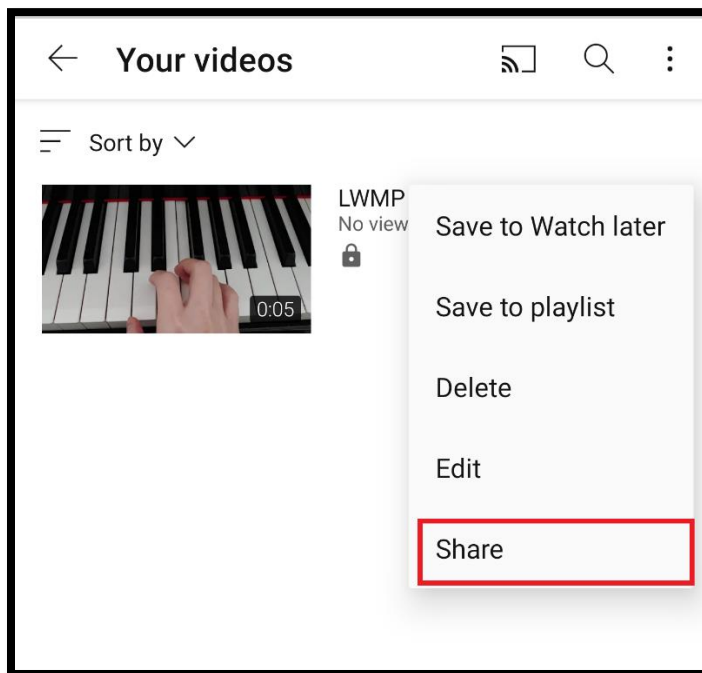 Your videos
Sort by
LWMP
No view
0:05
Save to Watch later
Save to playlist
Delete
Edit
Share